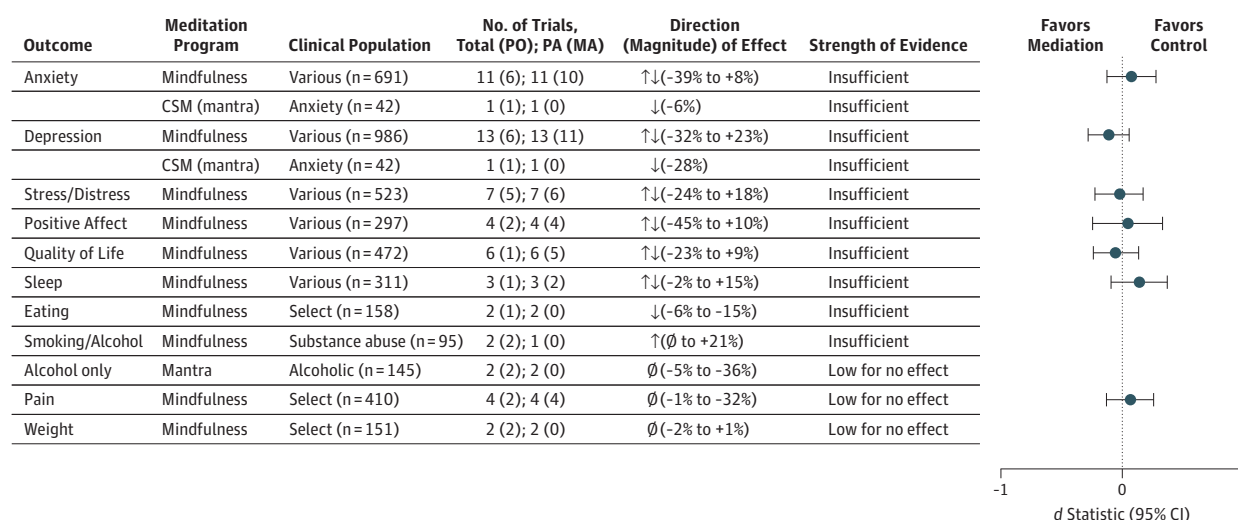 Outcome Meditation Program Clinical Population No. of Trials, Total (PO); PA (MA) Direction (Magnitude) of Effect Strength of Evidence Favors Mediation Favors Control
Anxiety Mindfulness Various (n=691) 11 (6); 11 (10) ↑↓(-39% to +8%) Insufficient
CSM (mantra) Anxiety (n=42) 1 (1); 1 (0) ↓(-6%) Insufficient
Depression Mindfulness Various (n=986) 13 (6); 13 (11) ↑↓(-32% to +23%) Insufficient
CSM (mantra) Anxiety (n=42) 1 (1); 1 (0) ↓(-28%) Insufficient
Stress/Distress Mindfulness Various (n=523) 7 (5); 7 (6) ↑↓(-24% to +18%) Insufficient
Positive Affect Mindfulness Various (n=297) 4 (2); 4 (4) ↑↓(-45% to +10%) Insufficient
Quality of Life Mindfulness Various (n=472) 6 (1); 6 (5) ↑↓(-23% to +9%) Insufficient
Sleep Mindfulness Various (n=311) 3 (1); 3 (2) ↑↓(-2% to +15%) Insufficient
Eating Mindfulness Select (n=158) 2 (1); 2 (0) ↓(-6% to -15%) Insufficient
Smoking/Alcohol Mindfulness Substance abuse (n=95) 2 (2); 1 (0) ↑(Ø to +21%) Insufficient
Alcohol only Mantra Alcoholic (n=145) 2 (2); 2 (0) Ø(-5% to -36%) Low for no effect
Pain Mindfulness Select (n=410) 4 (2); 4 (4) Ø(-1% to -32%) Low for no effect
Weight Mindfulness Select (n=151) 2 (2); 2 (0) Ø(-2% to +1%) Low for no effect
-1 0
d Statistic (95% CI)